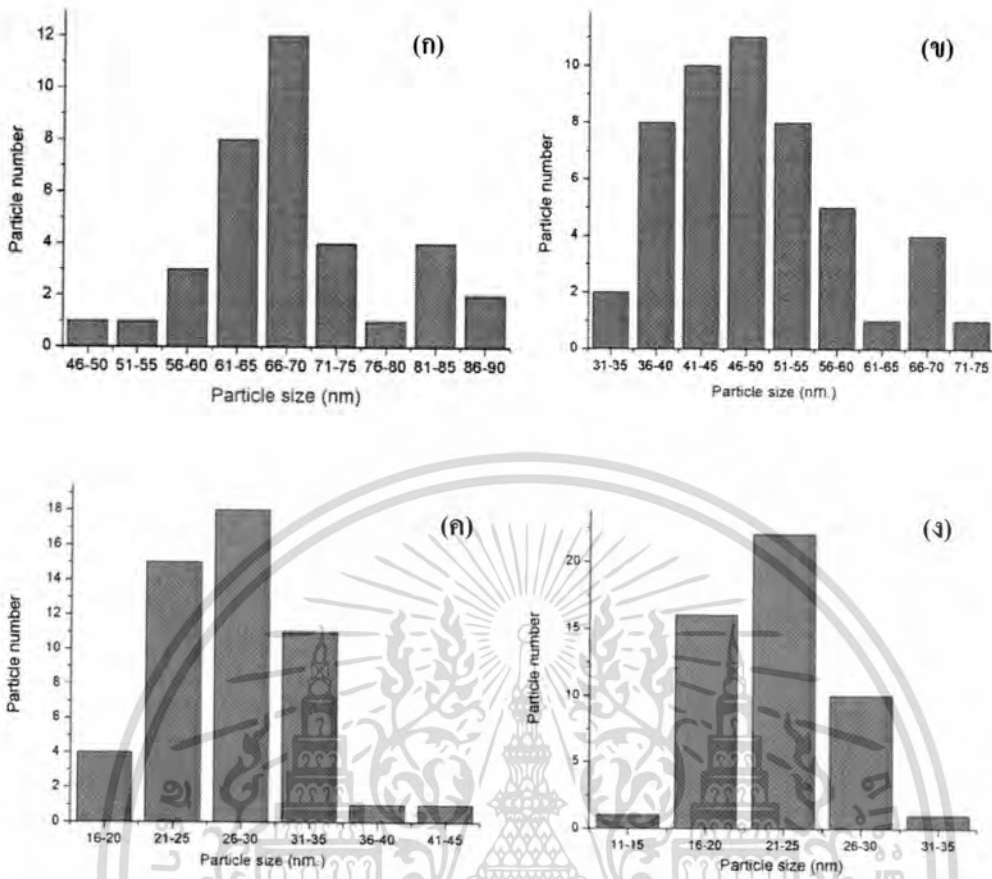 (ก)
12
10
8
6
4
2
0
Particle number
46-50 51-55 56-60 61-65 66-70 71-75 76-80 81-85 86-90
Particle size (nm)
(ข)
10
8
6
4
2
0
Particle number
31-35 36-40 41-45 46-50 51-55 56-60 61-65 66-70 71-75
Particle size (nm.)
(ค)
18
16
14
12
10
8
6
4
2
0
Particle number
16-20 21-25 26-30 31-35 36-40 41-45
Particle size (nm.)
(ง)
20
15
10
5
0
Particle number
11-15 16-20 21-25 26-30 31-35
Particle size (nm)